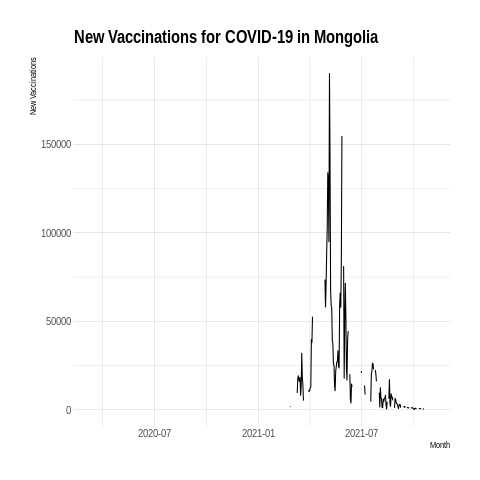 New Vaccinations for COVID-19 in Mongolia
New Vaccinations
150000
100000
50000
0
2020-07 2021-01 2021-07
Month